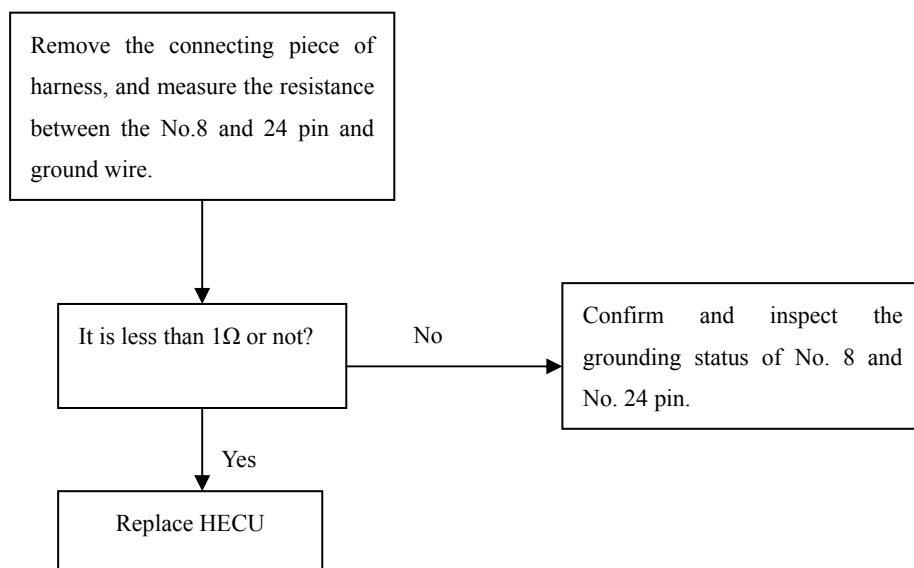 Remove the connecting piece of
harness, and measure the resistance
between the No.8 and 24 pin and
ground wire.
It is less than 1Ω or not?
No
Confirm and inspect the
grounding status of No. 8 and
No. 24 pin.
Yes
Replace HECU